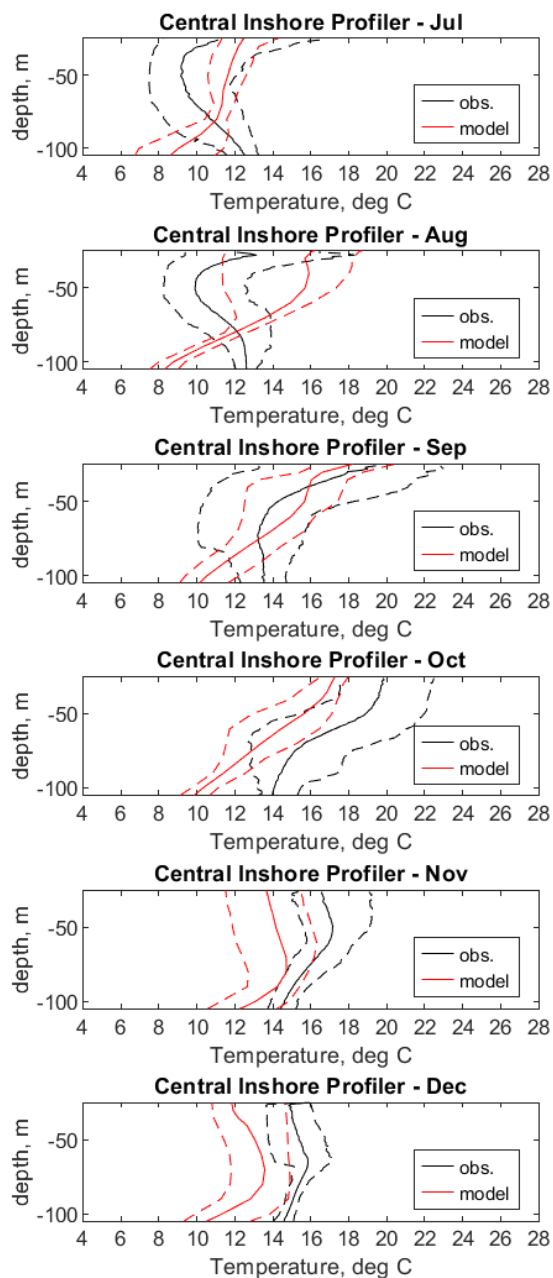 Central Inshore Profiler - Jul
depth, m
-50
-100
obs.
model
4 6 8 10 12 14 16 18 20 22 24 26 28
Temperature, deg C
Central Inshore Profiler - Aug
depth, m
-50
-100
obs.
model
4 6 8 10 12 14 16 18 20 22 24 26 28
Temperature, deg C
Central Inshore Profiler - Sep
depth, m
-50
-100
obs.
model
4 6 8 10 12 14 16 18 20 22 24 26 28
Temperature, deg C
Central Inshore Profiler - Oct
depth, m
-50
-100
obs.
model
4 6 8 10 12 14 16 18 20 22 24 26 28
Temperature, deg C
Central Inshore Profiler - Nov
depth, m
-50
-100
obs.
model
4 6 8 10 12 14 16 18 20 22 24 26 28
Temperature, deg C
Central Inshore Profiler - Dec
depth, m
-50
-100
obs.
model
4 6 8 10 12 14 16 18 20 22 24 26 28
Temperature, deg C